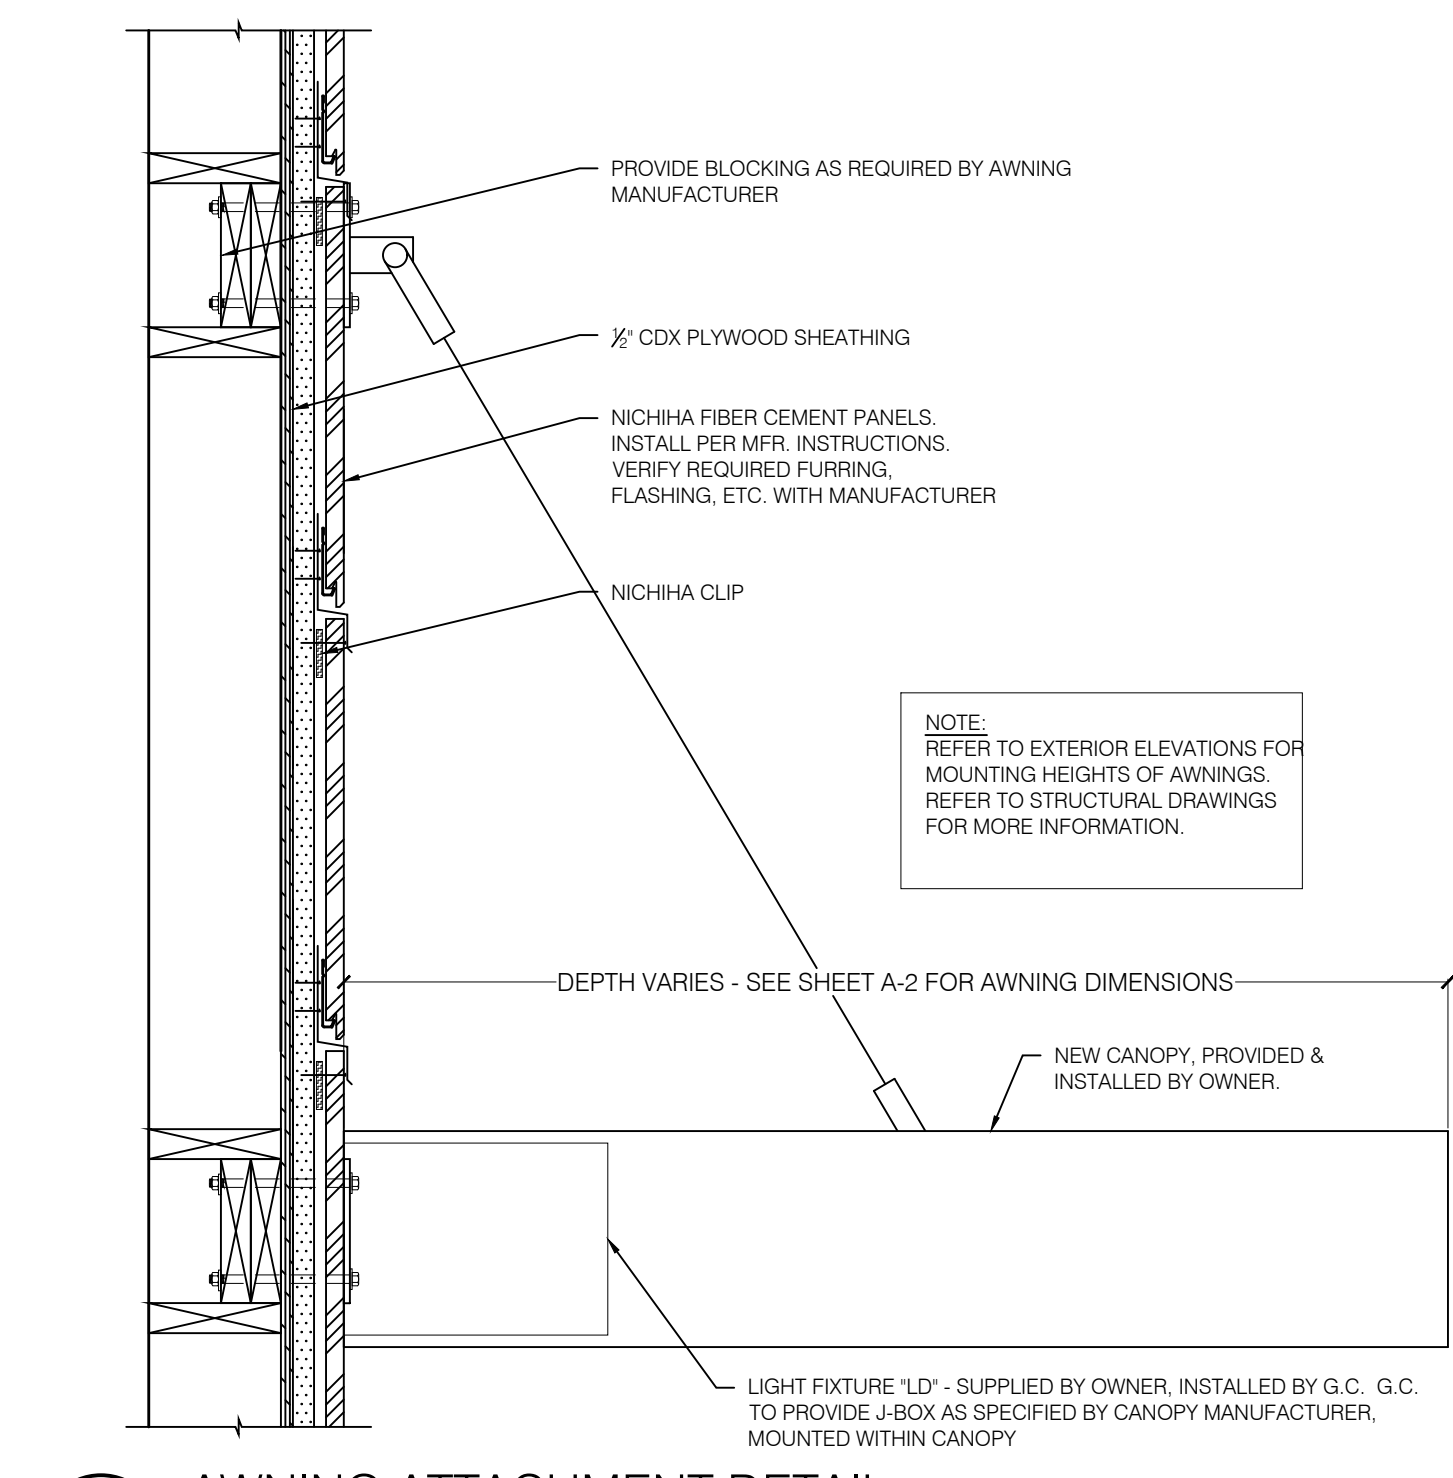 PROVIDE BLOCKING AS REQUIRED BY AWNING
MANUFACTURER
½" CDX PLYWOOD SHEATHING
NICHIHA FIBER CEMENT PANELS.
INSTALL PER MFR. INSTRUCTIONS.
VERIFY REQUIRED FURRING,
FLASHING, ETC. WITH MANUFACTURER
NICHIHA CLIP
NOTE:
REFER TO EXTERIOR ELEVATIONS FOR
MOUNTING HEIGHTS OF AWNINGS.
REFER TO STRUCTURAL DRAWINGS
FOR MORE INFORMATION.
DEPTH VARIES - SEE SHEET A-2 FOR AWNING DIMENSIONS
NEW CANOPY, PROVIDED &
INSTALLED BY OWNER.
LIGHT FIXTURE "LD" - SUPPLIED BY OWNER, INSTALLED BY G.C. G.C.
TO PROVIDE J-BOX AS SPECIFIED BY CANOPY MANUFACTURER,
MOUNTED WITHIN CANOPY
AWNING ATTACHMENT DETAIL